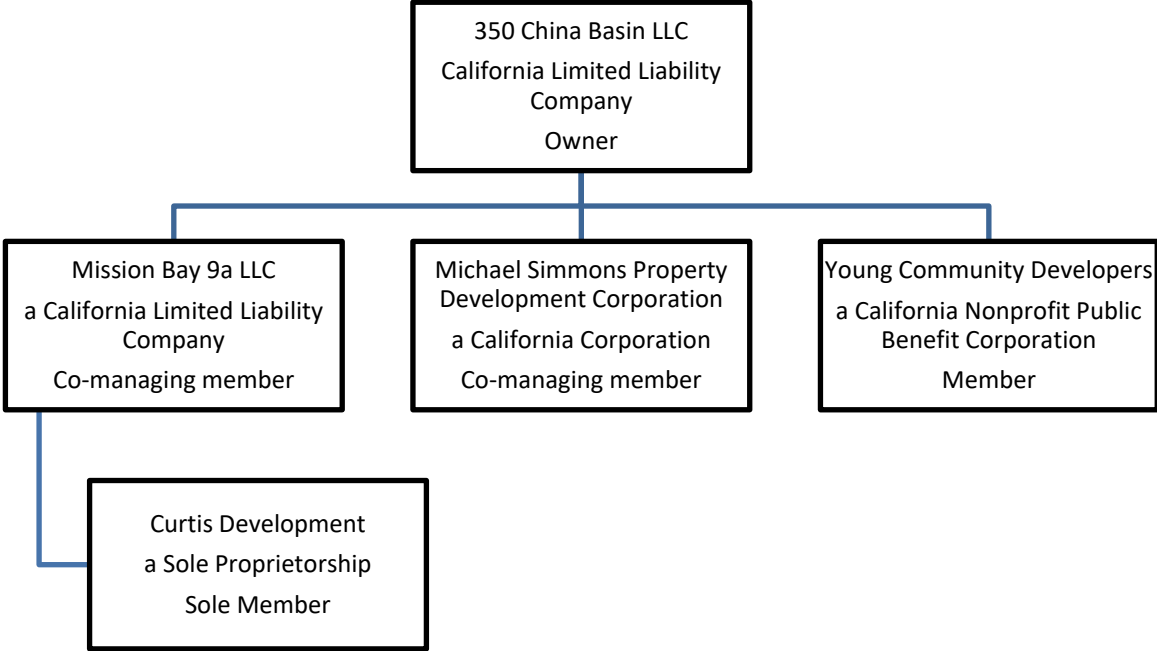 350 China Basin LLC
California Limited Liability
Company
Owner
Mission Bay 9a LLC
a California Limited Liability
Company
Co-managing member
Michael Simmons Property
Development Corporation
a California Corporation
Co-managing member
Young Community Developers
a California Nonprofit Public
Benefit Corporation
Member
Curtis Development
a Sole Proprietorship
Sole Member